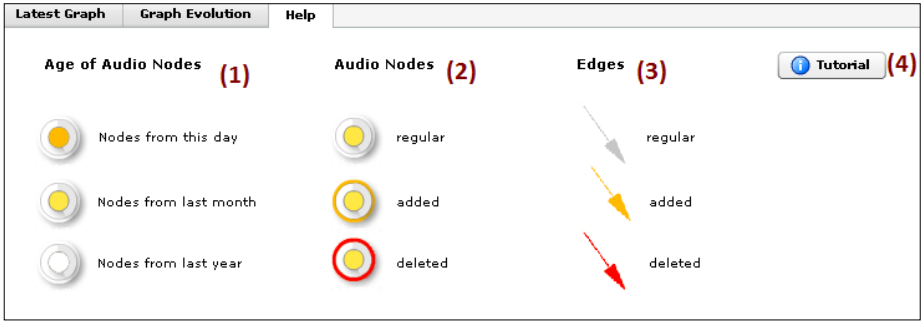 Latest Graph Graph Evolution Help
Age of Audio Nodes (1) Audio Nodes (2) Edges (3) Tutorial (4)
Nodes from this day regular regular
Nodes from last month added added
Nodes from last year deleted deleted